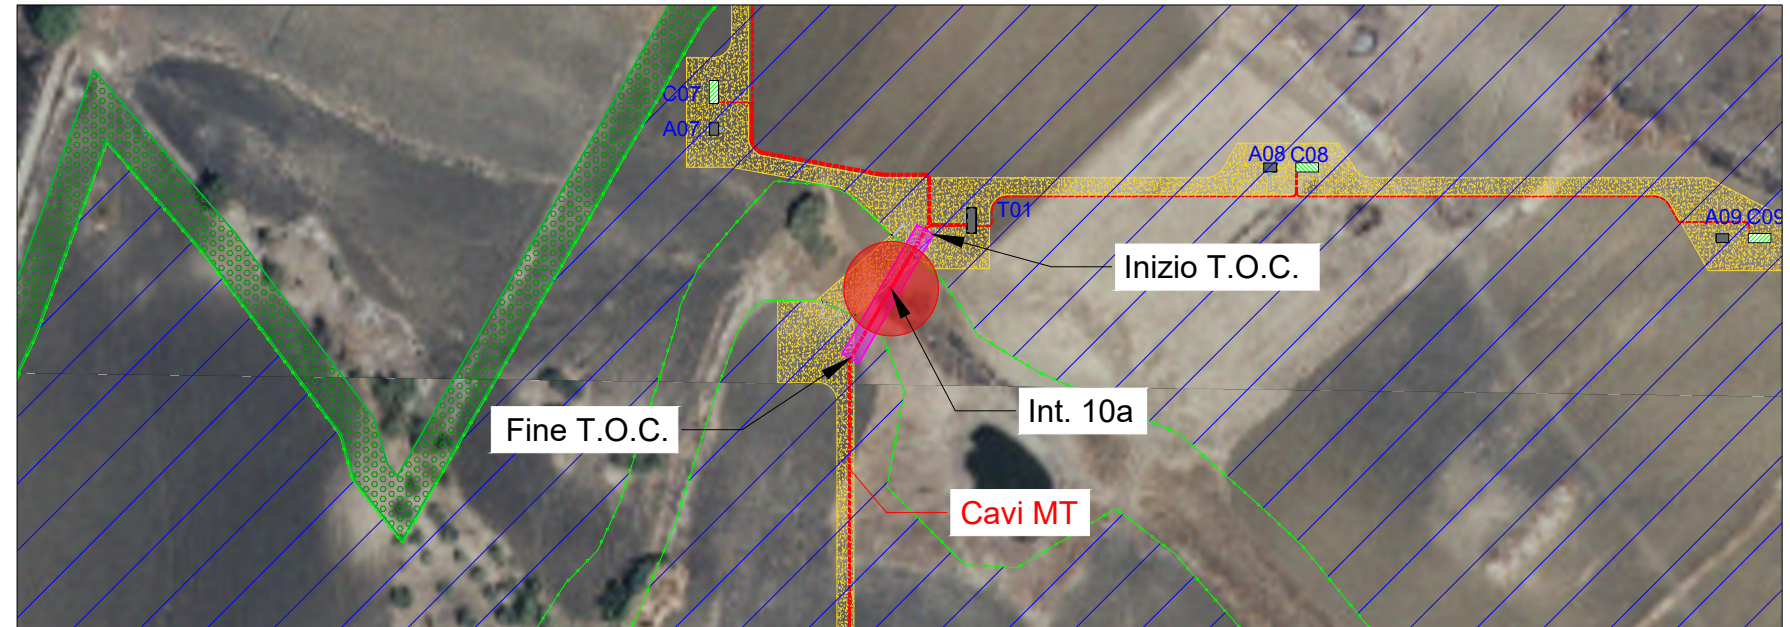 C07
A07
A08 C08
T01
A09 C09
Inizio T.O.C.
Int. 10a
Fine T.O.C.
Cavi MT